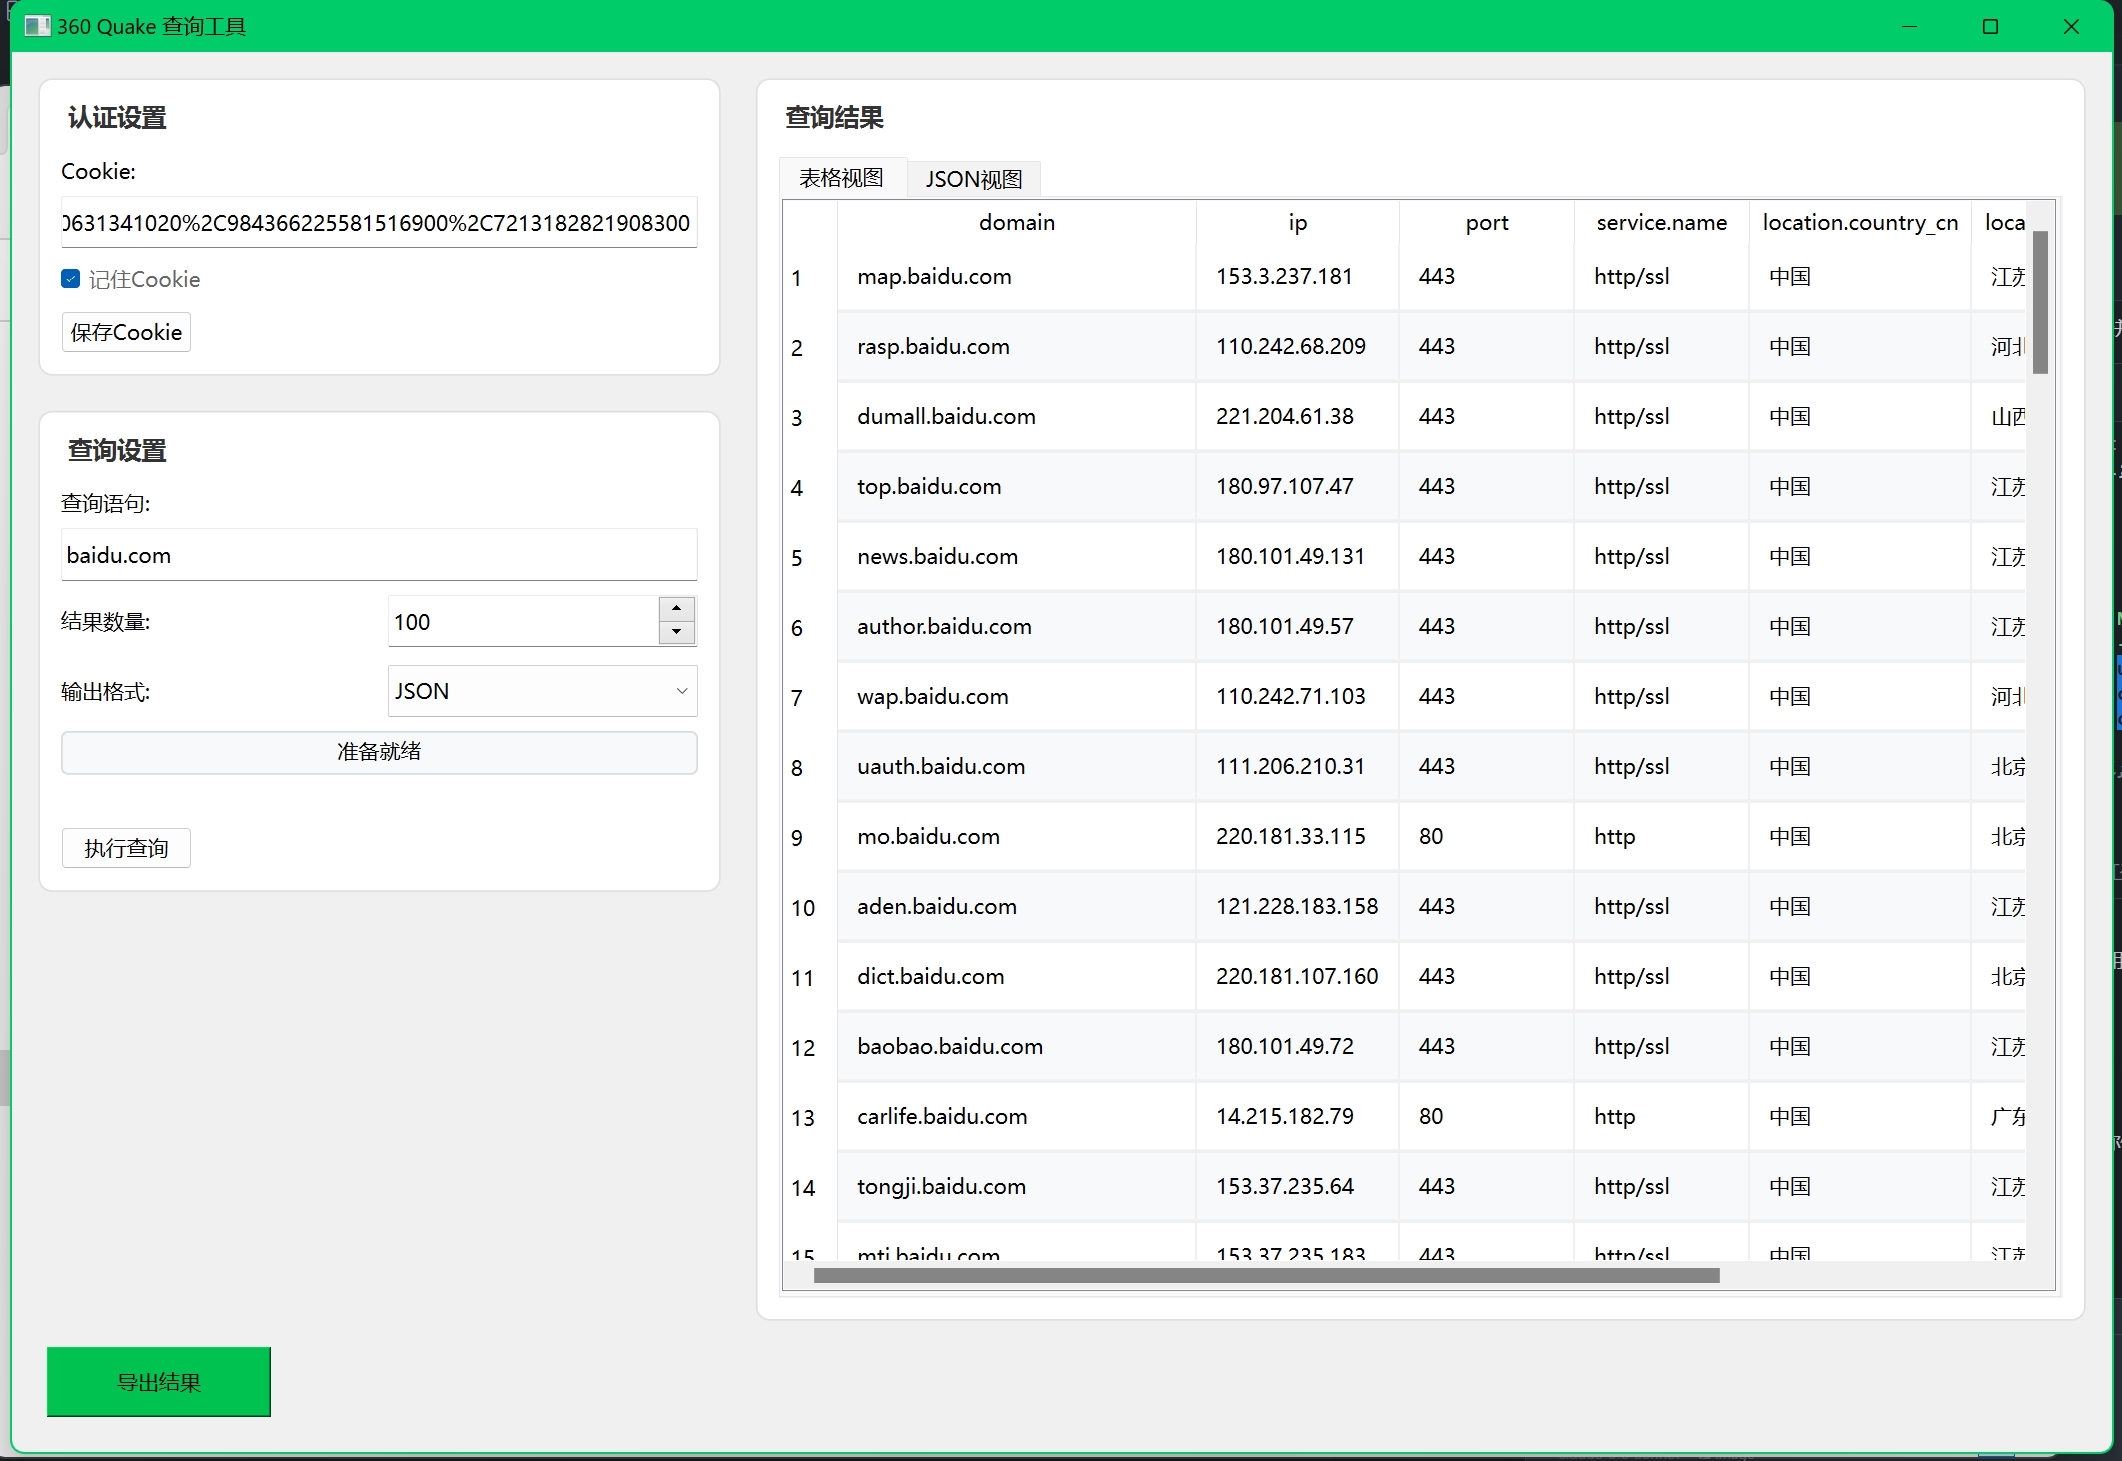 360 Quake 查询工具
认证设置
Cookie:
0631341020%2C984366225581516900%2C7213182821908300
记住Cookie
保存Cookie
查询设置
查询语句:
baidu.com
结果数量:
100
输出格式:
JSON
准备就绪
执行查询
导出结果
查询结果
表格视图 JSON视图
domain ip port service.name location.country_cn loca
1 map.baidu.com 153.3.237.181 443 http/ssl 中国 江苏
2 rasp.baidu.com 110.242.68.209 443 http/ssl 中国 河北
3 dumall.baidu.com 221.204.61.38 443 http/ssl 中国 山西
4 top.baidu.com 180.97.107.47 443 http/ssl 中国 江苏
5 news.baidu.com 180.101.49.131 443 http/ssl 中国 江苏
6 author.baidu.com 180.101.49.57 443 http/ssl 中国 江苏
7 wap.baidu.com 110.242.71.103 443 http/ssl 中国 河北
8 uauth.baidu.com 111.206.210.31 443 http/ssl 中国 北京
9 mo.baidu.com 220.181.33.115 80 http 中国 北京
10 aden.baidu.com 121.228.183.158 443 http/ssl 中国 江苏
11 dict.baidu.com 220.181.107.160 443 http/ssl 中国 北京
12 baobao.baidu.com 180.101.49.72 443 http/ssl 中国 江苏
13 carlife.baidu.com 14.215.182.79 80 http 中国 广东
14 tongji.baidu.com 153.37.235.64 443 http/ssl 中国 江苏
15 mti.baidu.com 153.37.235.183 443 http/ssl 中国 江苏